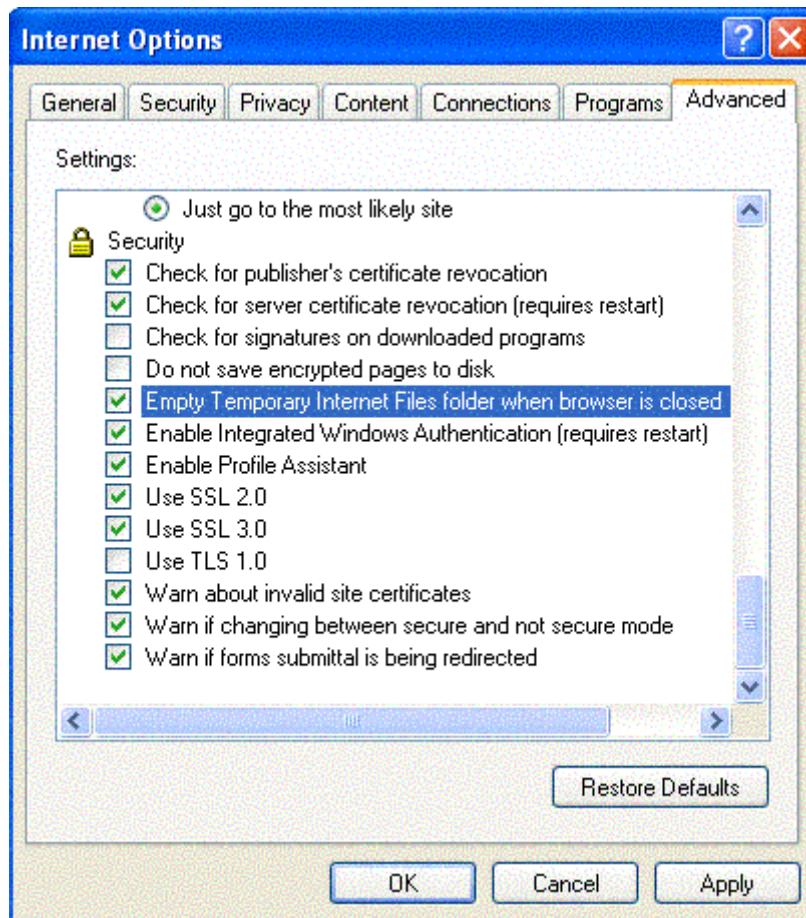 Internet Options
General Security Privacy Content Connections Programs Advanced
Settings:
Just go to the most likely site
Security
Check for publisher's certificate revocation
Check for server certificate revocation (requires restart)
Check for signatures on downloaded programs
Do not save encrypted pages to disk
Empty Temporary Internet Files folder when browser is closed
Enable Integrated Windows Authentication (requires restart)
Enable Profile Assistant
Use SSL 2.0
Use SSL 3.0
Use TLS 1.0
Warn about invalid site certificates
Warn if changing between secure and not secure mode
Warn if forms submittal is being redirected
Restore Defaults
OK Cancel Apply